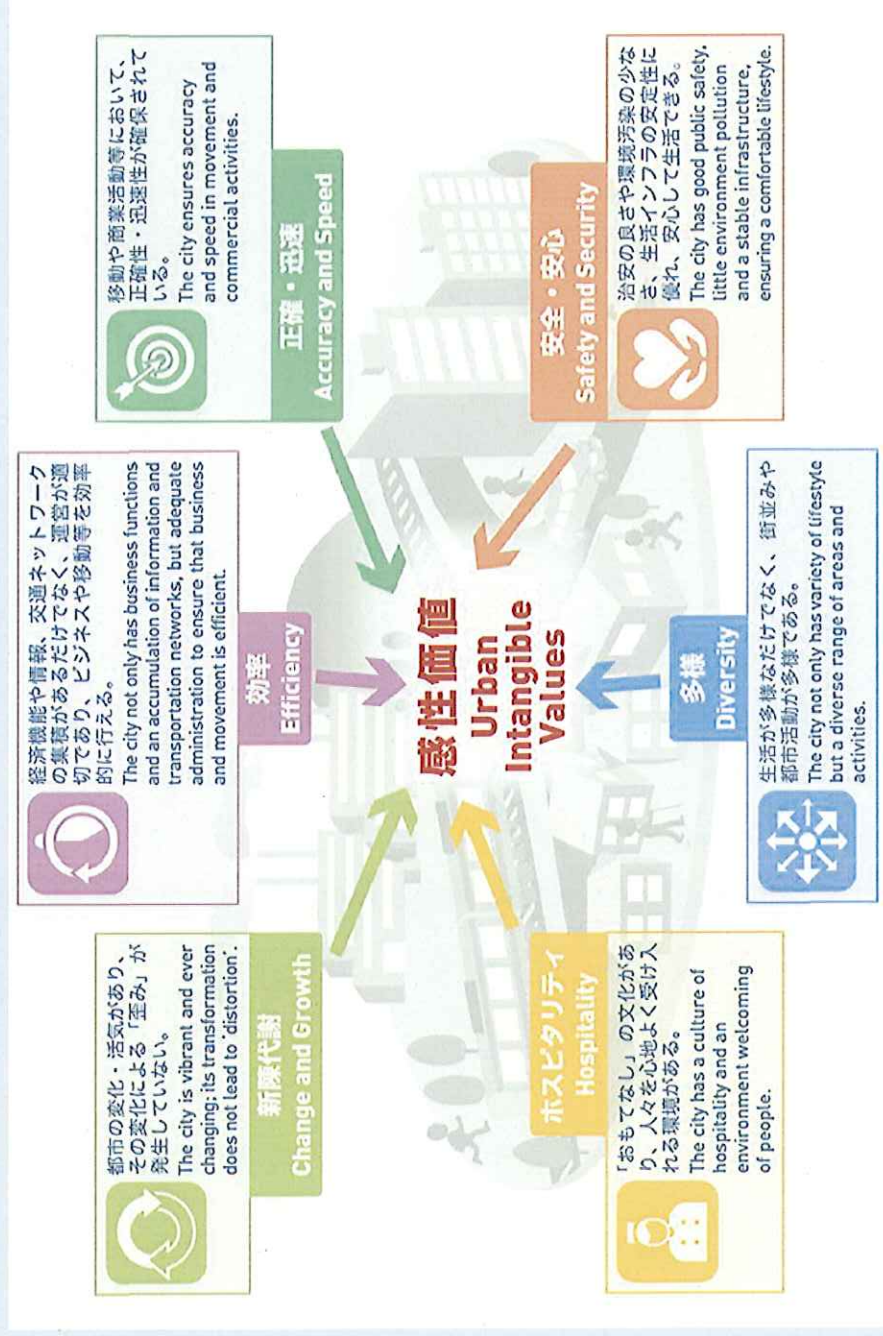 都市の変化・活気があり、
その変化による「歪み」が
発生していない。
The city is vibrant and ever
changing; its transformation
does not lead to 'distortion'.
新陳代謝
Change and Growth
経済機能や情報、交通ネットワーク
の集積があるだけでなく、運営が適
切であり、ビジネスや移動等を効率
的に行える。
The city not only has business functions
and an accumulation of information and
transportation networks, but adequate
administration to ensure that business
and movement is efficient.
効率
Efficiency
移動や商業活動等において、
正確性・迅速性が確保されて
いる。
The city ensures accuracy
and speed in movement and
commercial activities.
正確・迅速
Accuracy and Speed
感性価値
Urban
Intangible
Values
ホスピタリティ
Hospitality
「おもてなし」の文化があ
り、人々を心地よく受け入
れる環境がある。
The city has a culture of
hospitality and an
environment welcoming
of people.
多様
Diversity
生活が多様なだけでなく、街並みや
都市活動が多様である。
The city not only has variety of lifestyle
but a diverse range of areas and
activities.
安全・安心
Safety and Security
治安の良さや環境汚染の少な
さ、生活インフラの安定性に
優れ、安心して生活できる。
The city has good public safety,
little environment pollution
and a stable infrastructure,
ensuring a comfortable lifestyle.